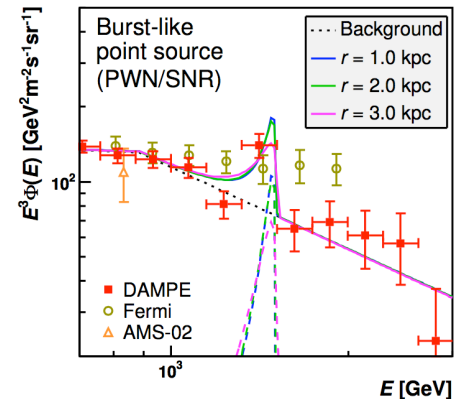 Burst-like
point source
(PWN/SNR)
Background
r = 1.0 kpc
r = 2.0 kpc
r = 3.0 kpc
E³Φ(E) [GeV²m⁻²s⁻¹sr⁻¹]
10²
DAMPE
Fermi
AMS-02
10³
E [GeV]